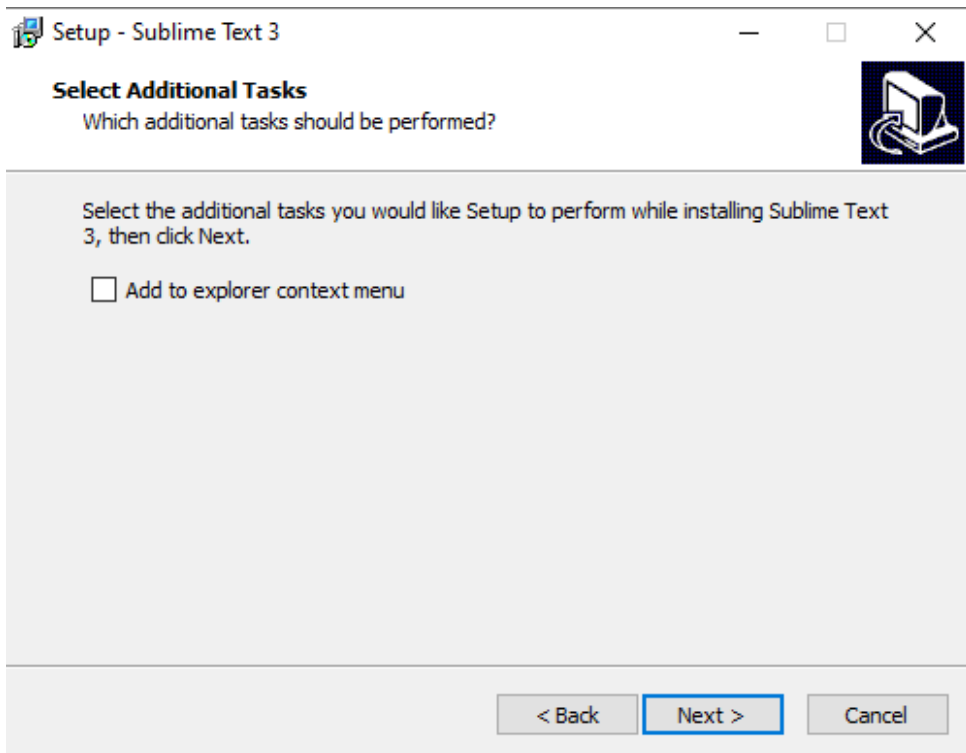 Setup - Sublime Text 3
Select Additional Tasks
Which additional tasks should be performed?
Select the additional tasks you would like Setup to perform while installing Sublime Text
3, then click Next.
Add to explorer context menu
< Back
Next >
Cancel